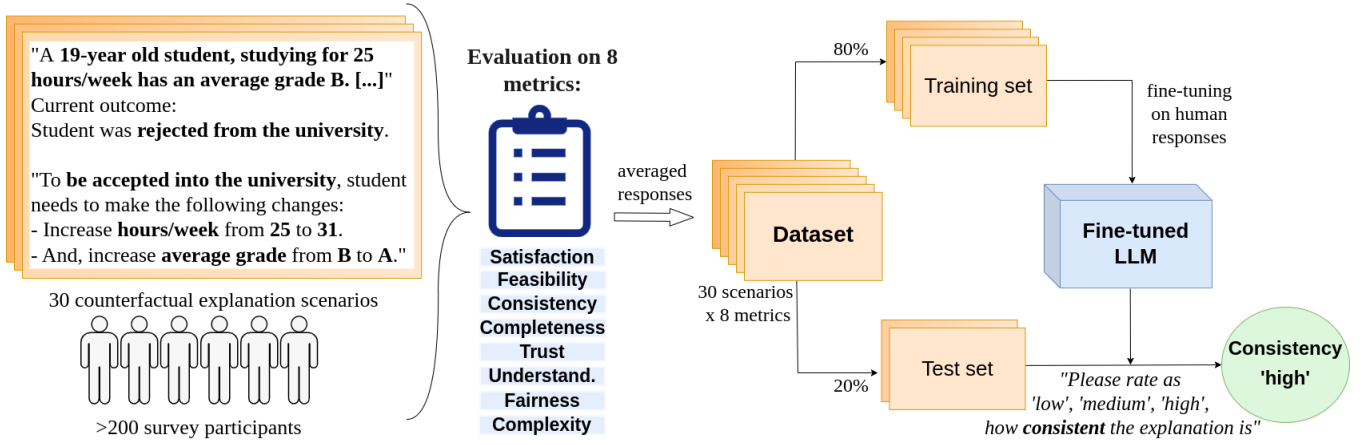 "A 19-year old student, studying for 25
hours/week has an average grade B. [...]"
Current outcome:
Student was rejected from the university.
"To be accepted into the university, student
needs to make the following changes:
- Increase hours/week from 25 to 31.
- And, increase average grade from B to A."
30 counterfactual explanation scenarios
>200 survey participants
Evaluation on 8
metrics:
Satisfaction
Feasibility
Consistency
Completeness
Trust
Understand.
Fairness
Complexity
averaged
responses
Dataset
30 scenarios
x 8 metrics
80%
Training set
fine-tuning
on human
responses
Fine-tuned
LLM
20%
Test set
"Please rate as
'low', 'medium', 'high',
how consistent the explanation is"
Consistency
'high'